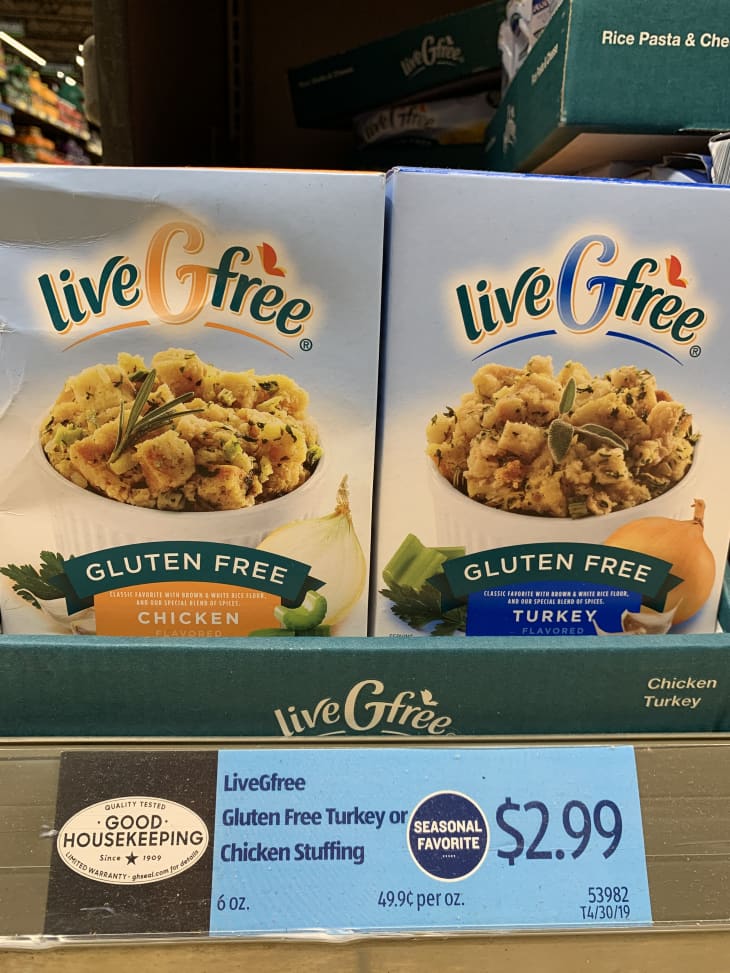 liveGfree
Rice Pasta & Che
liveGfree
liveGfree®
GLUTEN FREE
CLASSIC FAVORITE WITH BROWN & WHITE RICE FLOUR,
AND OUR SPECIAL BLEND OF SPICES.
CHICKEN
FLAVORED
liveGfree®
GLUTEN FREE
CLASSIC FAVORITE WITH BROWN & WHITE RICE FLOUR,
AND OUR SPECIAL BLEND OF SPICES.
TURKEY
FLAVORED
liveGfree
Chicken
Turkey
QUALITY TESTED
·GOOD·
HOUSEKEEPING
Since ★ 1909
LIMITED WARRANTY · ghseal.com for details
LiveGfree
Gluten Free Turkey or
Chicken Stuffing
SEASONAL
FAVORITE
$2.99
6 oz.
49.9¢ per oz.
53982
T4/30/19